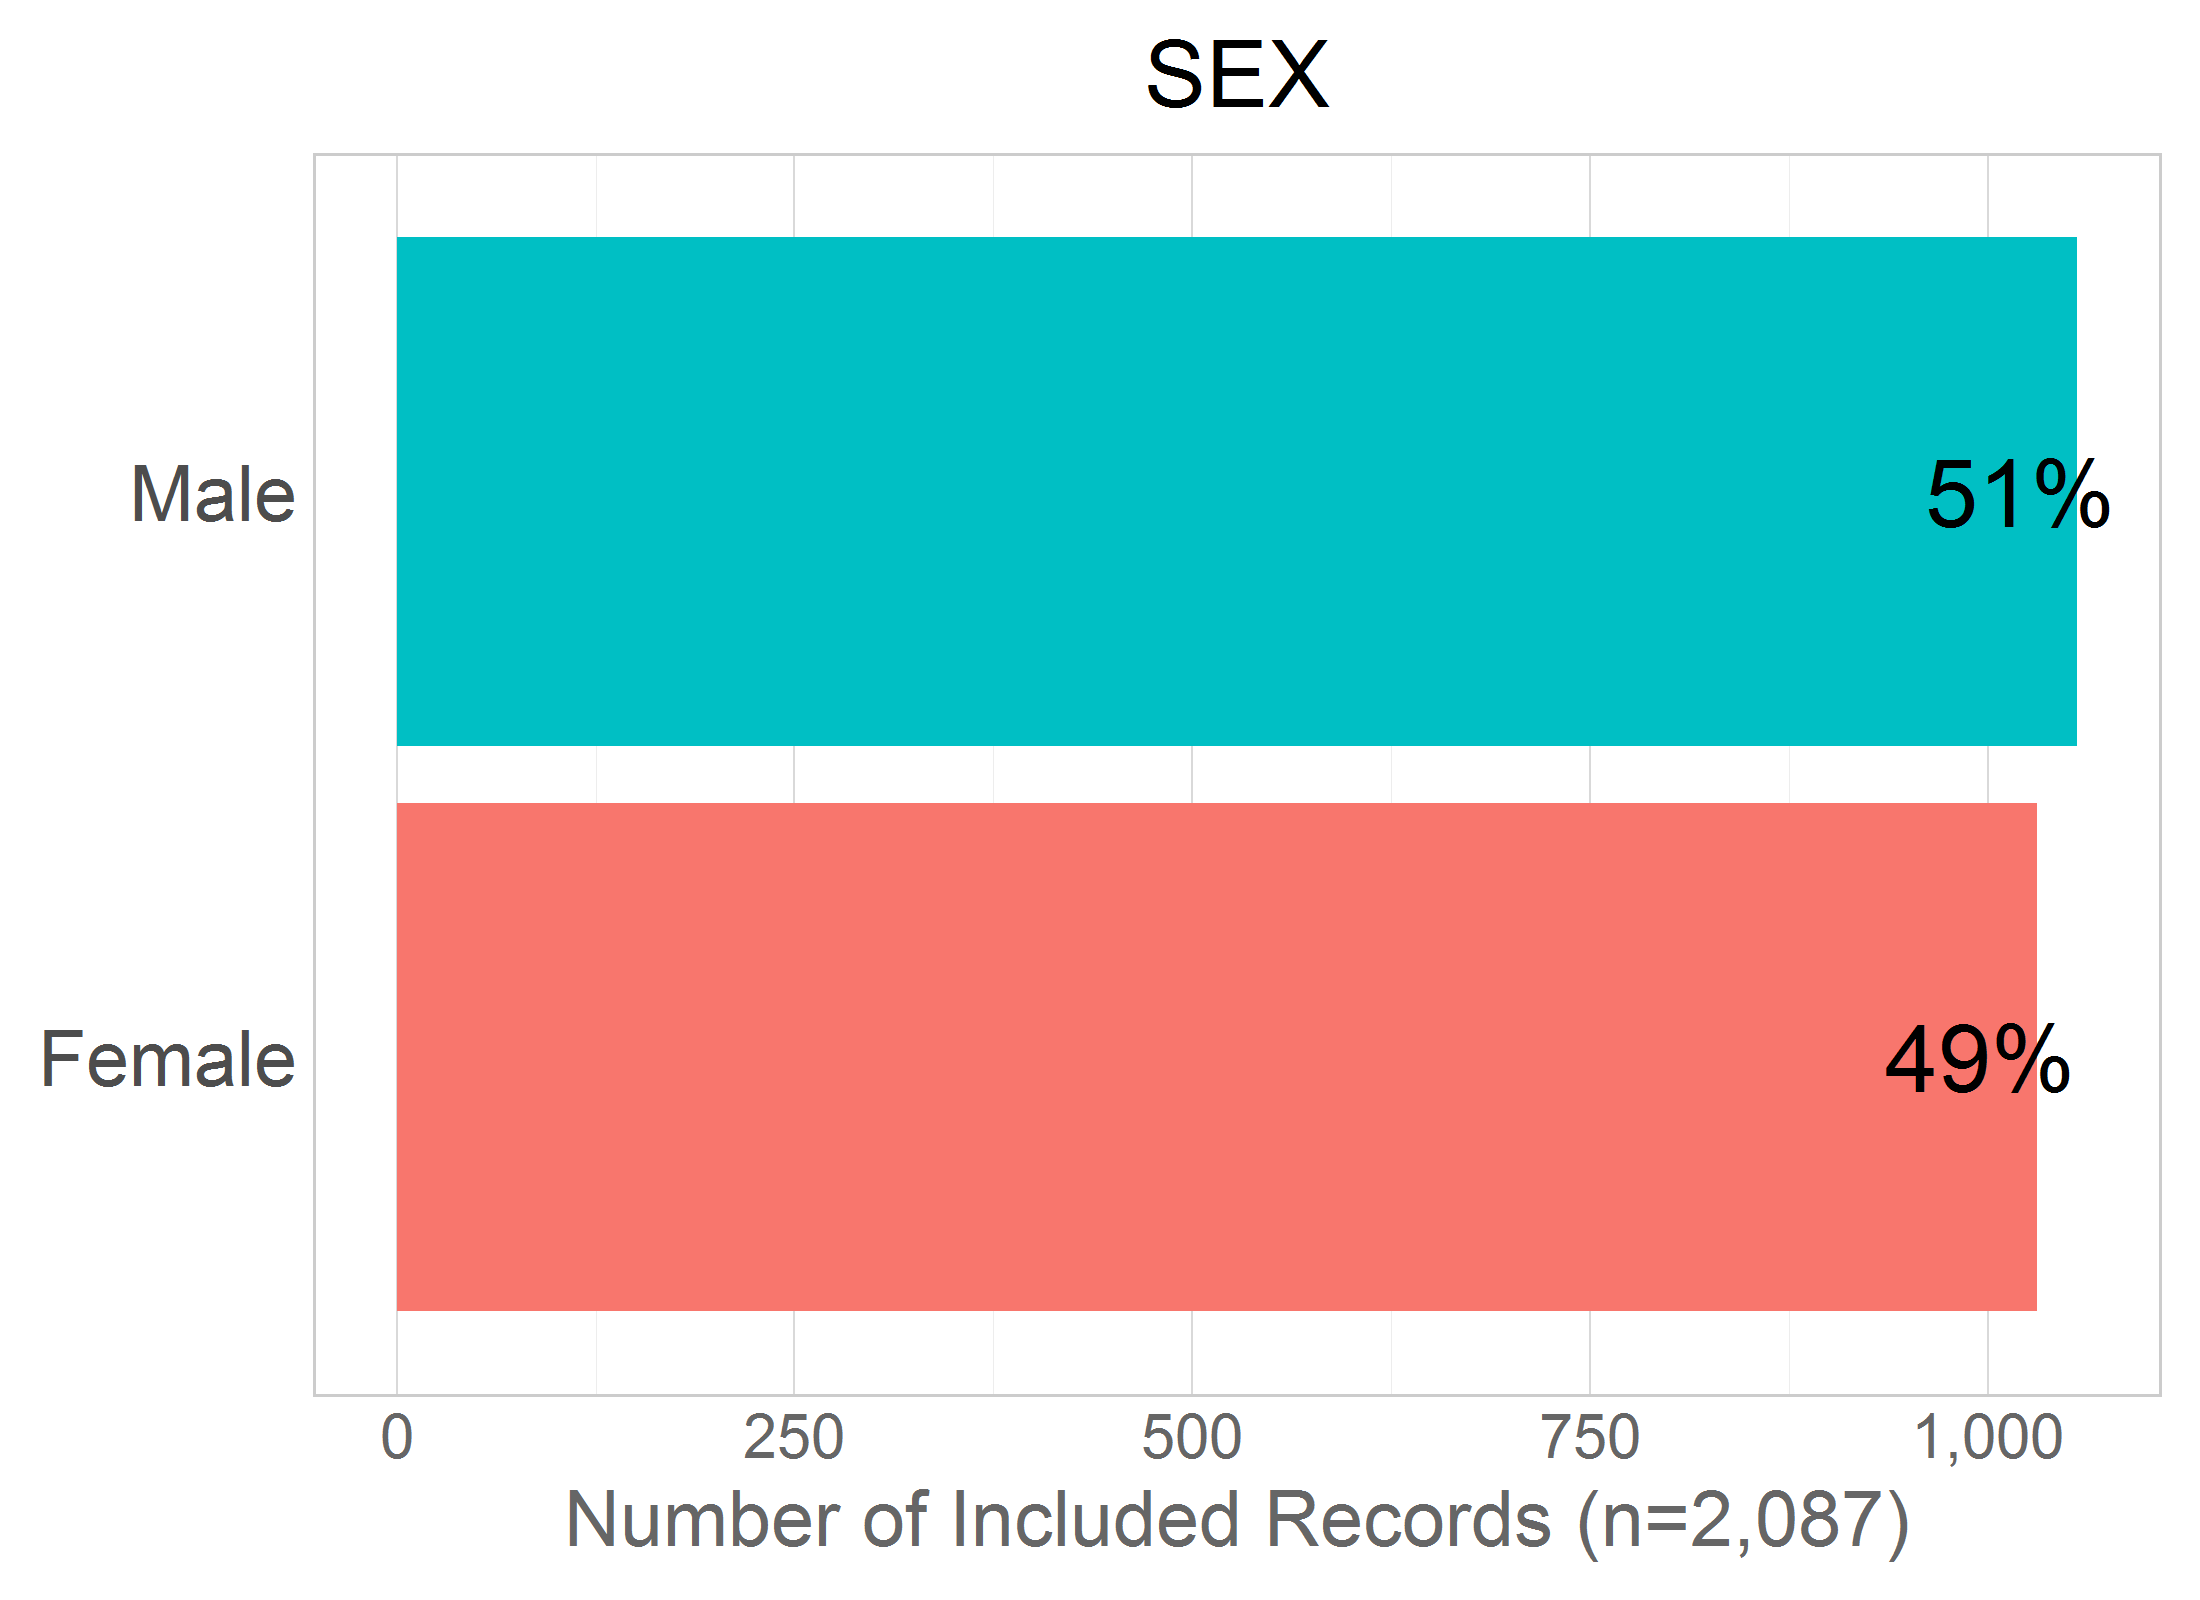 SEX
Male
51%
Female
49%
0 250 500 750 1,000
Number of Included Records (n=2,087)